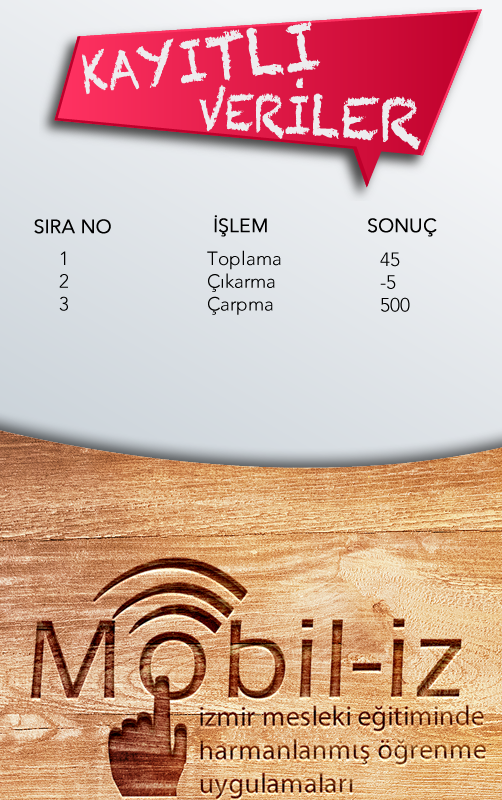 KAYITLI
VERİLER
SIRA NO İŞLEM SONUÇ
1 Toplama 45
2 Çıkarma -5
3 Çarpma 500
Mobil-iz
izmir mesleki eğitiminde
harmanlanmış öğrenme
uygulamaları